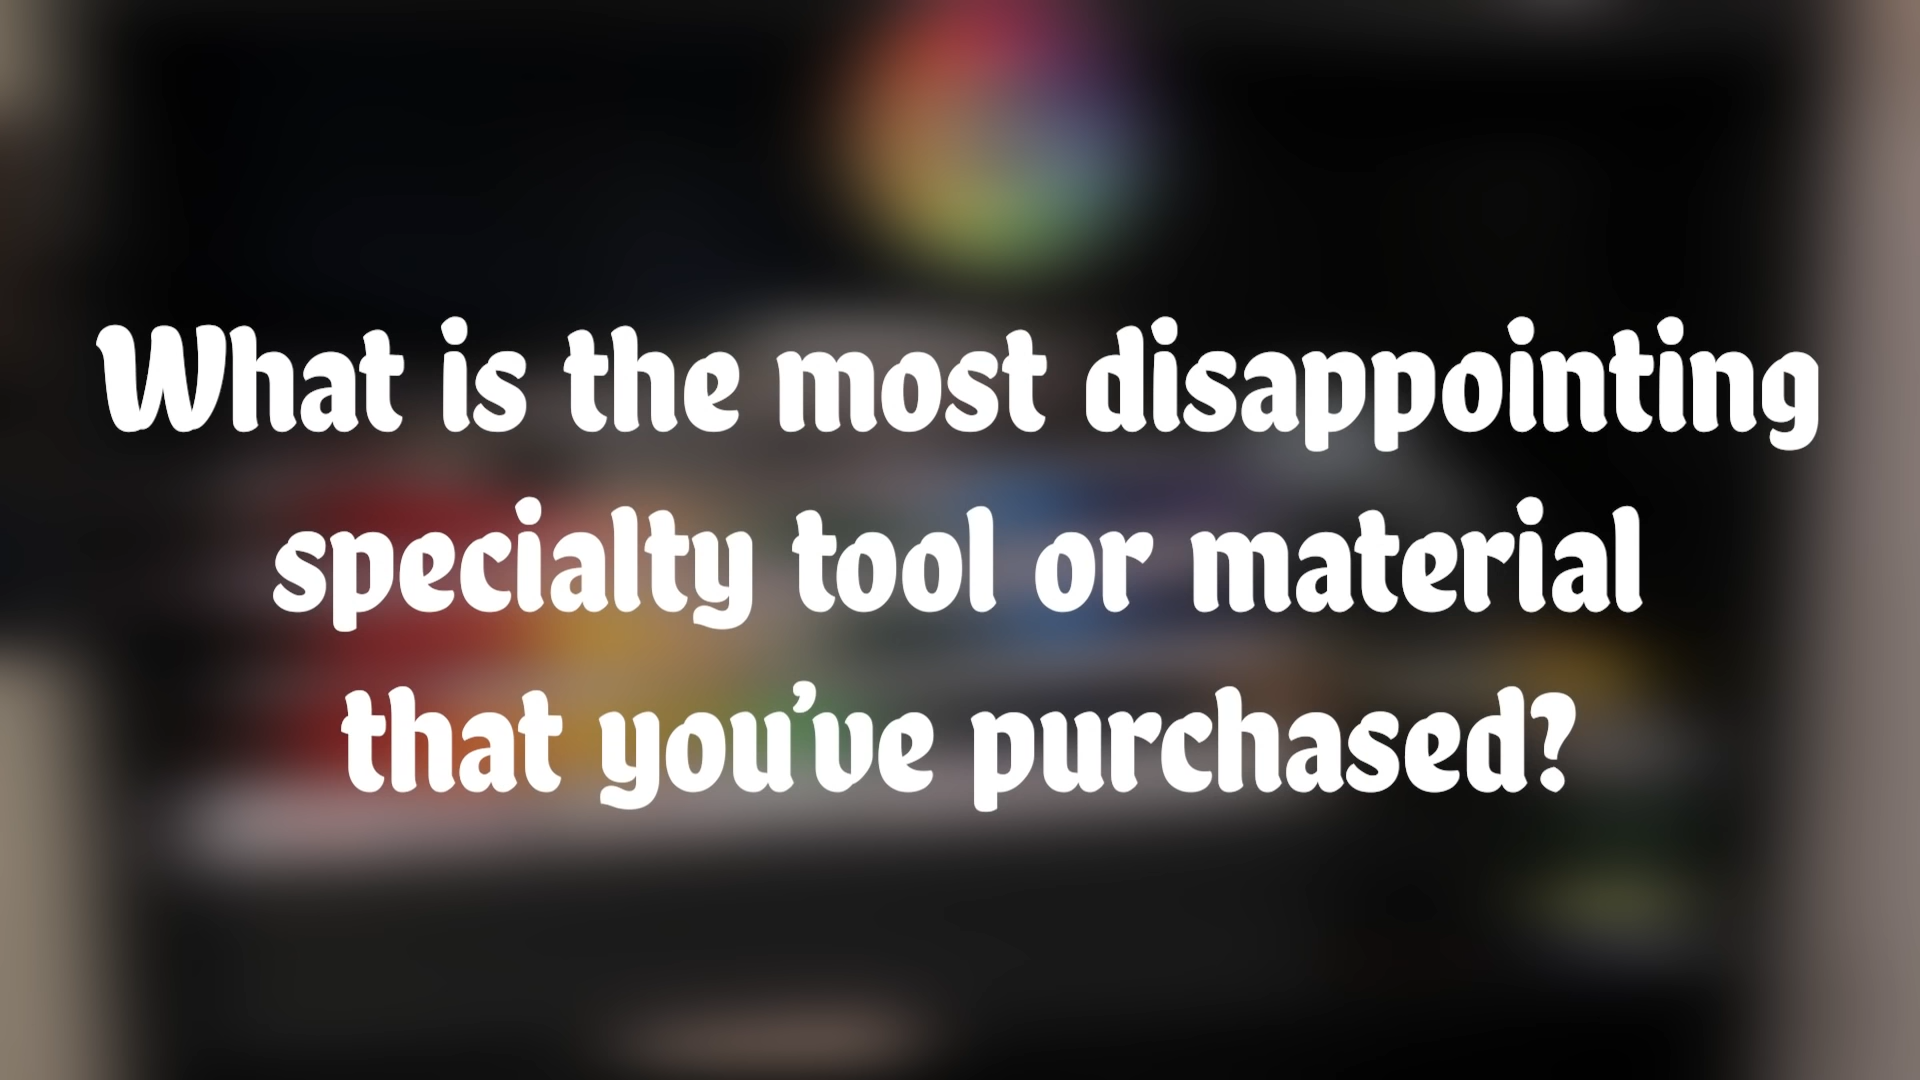 What is the most disappointing
specialty tool or material
that you've purchased?